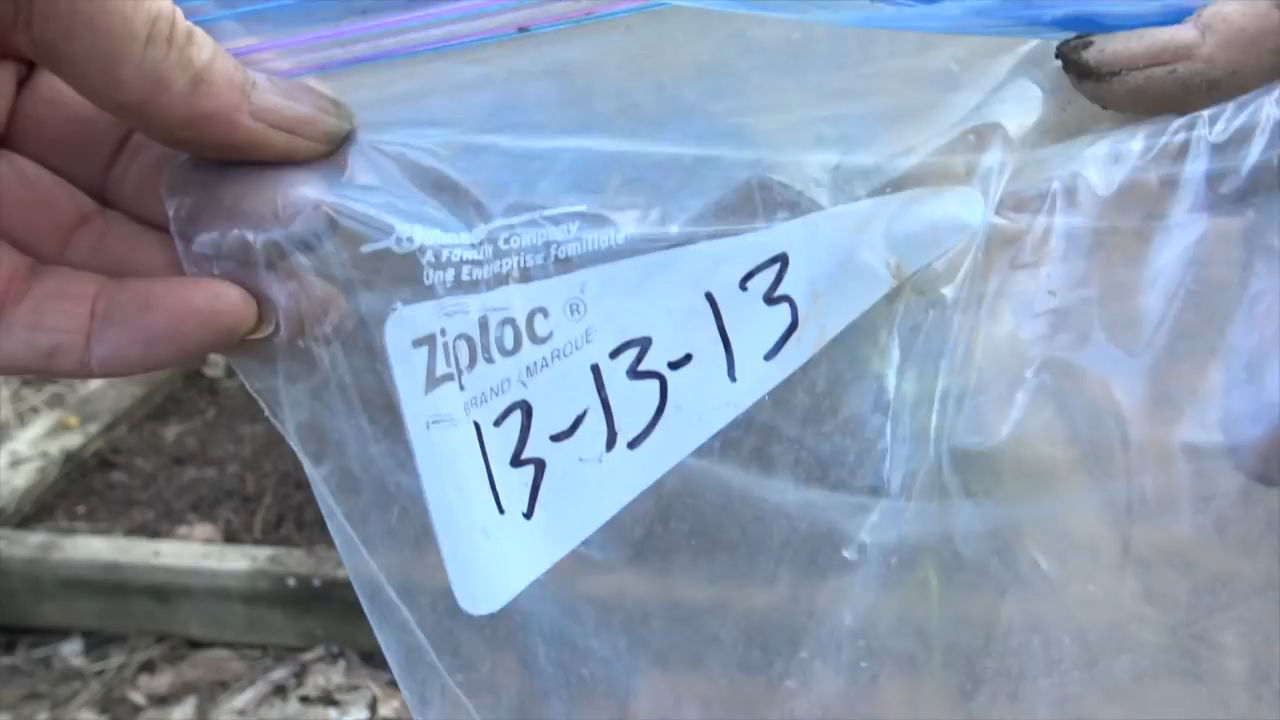 A Family Company
Une Entreprise Familiale
Ziploc®
BRAND / MARQUE
13-13-13